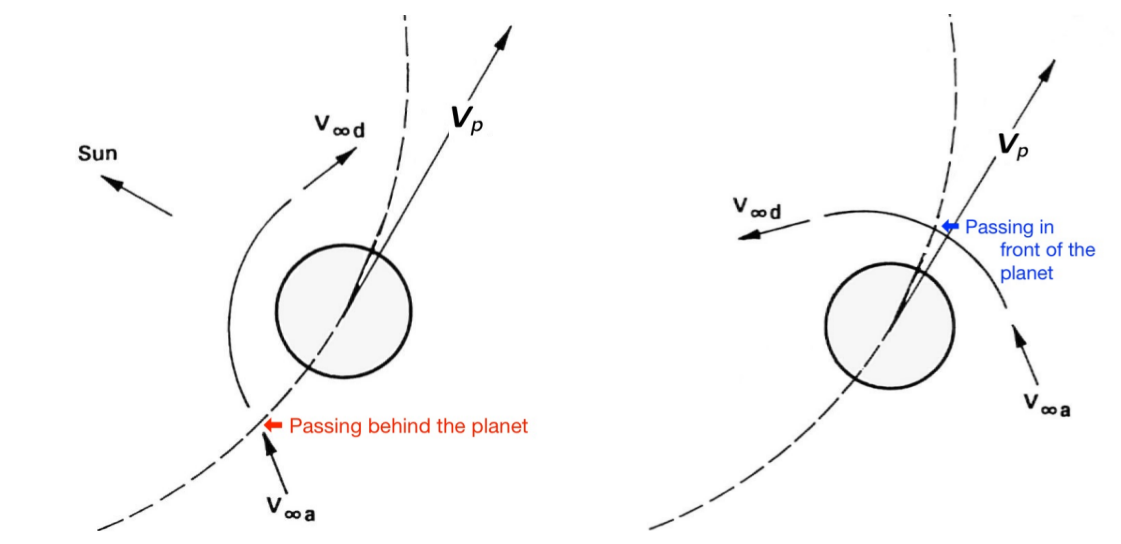 V∞d
Vp
Sun
Passing behind the planet
V∞a
Vp
V∞d
Passing in
front of the
planet
V∞a